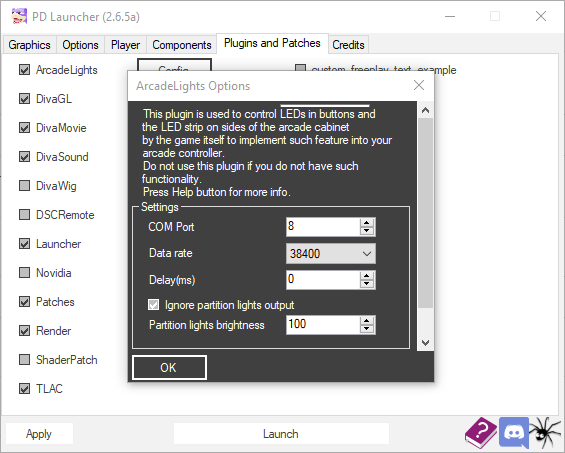 PD Launcher (2.6.5a)
Graphics Options Player Components Plugins and Patches Credits
ArcadeLights
Config
custom_freeplay_text_example
DivaGL
DivaMovie
DivaSound
DivaWig
DSCRemote
Launcher
Novidia
Patches
Render
ShaderPatch
TLAC
ArcadeLights Options
This plugin is used to control LEDs in buttons and
the LED strip on sides of the arcade cabinet
by the game itself to implement such feature into your
arcade controller.
Do not use this plugin if you do not have such
functionality.
Press Help button for more info.
Settings
COM Port 8
Data rate 38400
Delay(ms) 0
Ignore partition lights output
Partition lights brightness 100
OK
Apply
Launch
?